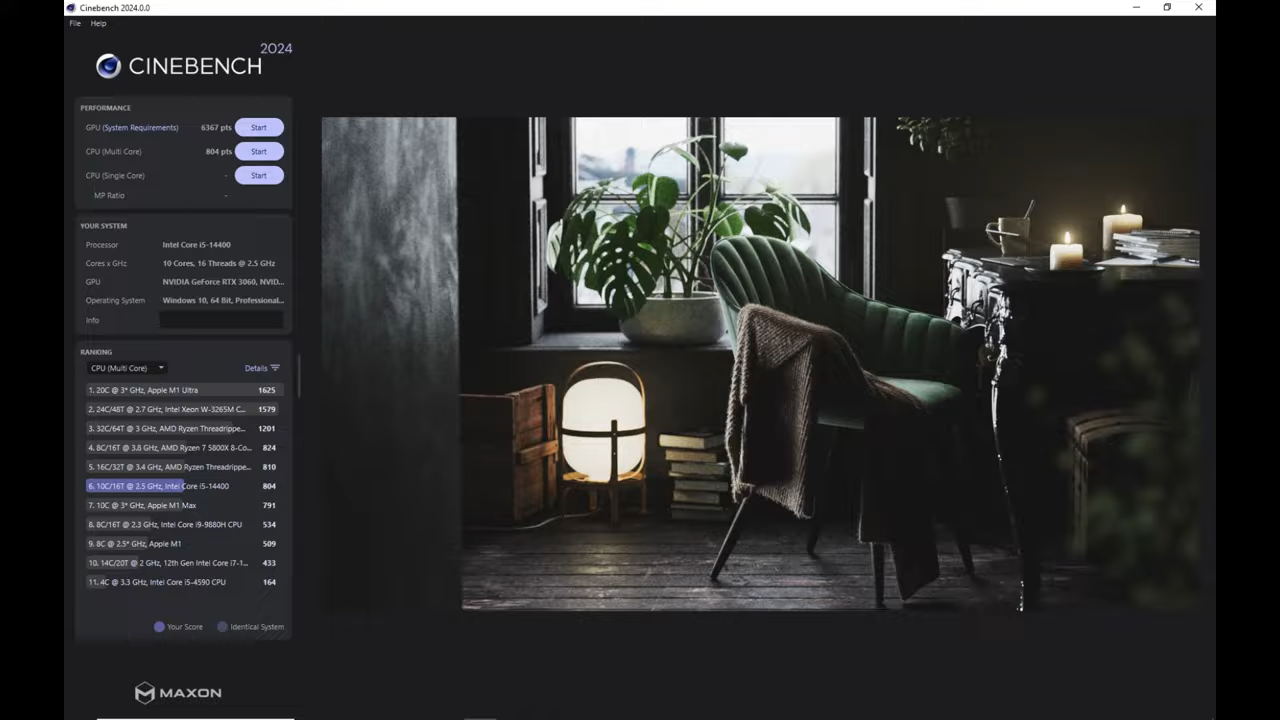 Cinebench 2024.0.0
File Help
CINEBENCH 2024
PERFORMANCE
GPU (System Requirements) 6367 pts Start
CPU (Multi Core) 804 pts Start
CPU (Single Core) - Start
MP Ratio -
YOUR SYSTEM
Processor Intel Core i5-14400
Cores x GHz 10 Cores, 16 Threads @ 2.5 GHz
GPU NVIDIA GeForce RTX 3060, NVID...
Operating System Windows 10, 64 Bit, Professional...
Info
RANKING
CPU (Multi Core) Details
1. 20C @ 3* GHz, Apple M1 Ultra 1625
2. 24C/48T @ 2.7 GHz, Intel Xeon W-3265M C... 1579
3. 32C/64T @ 3 GHz, AMD Ryzen Threadrippe... 1201
4. 8C/16T @ 3.8 GHz, AMD Ryzen 7 5800X 8-Co... 824
5. 16C/32T @ 3.4 GHz, AMD Ryzen Threadrippe... 810
6. 10C/16T @ 2.5 GHz, Intel Core i5-14400 804
7. 10C @ 3* GHz, Apple M1 Max 791
8. 8C/16T @ 2.3 GHz, Intel Core i9-9880H CPU 534
9. 8C @ 2.5* GHz, Apple M1 509
10. 14C/20T @ 2 GHz, 12th Gen Intel Core i7-1... 433
11. 4C @ 3.3 GHz, Intel Core i5-4590 CPU 164
Your Score Identical System
MAXON